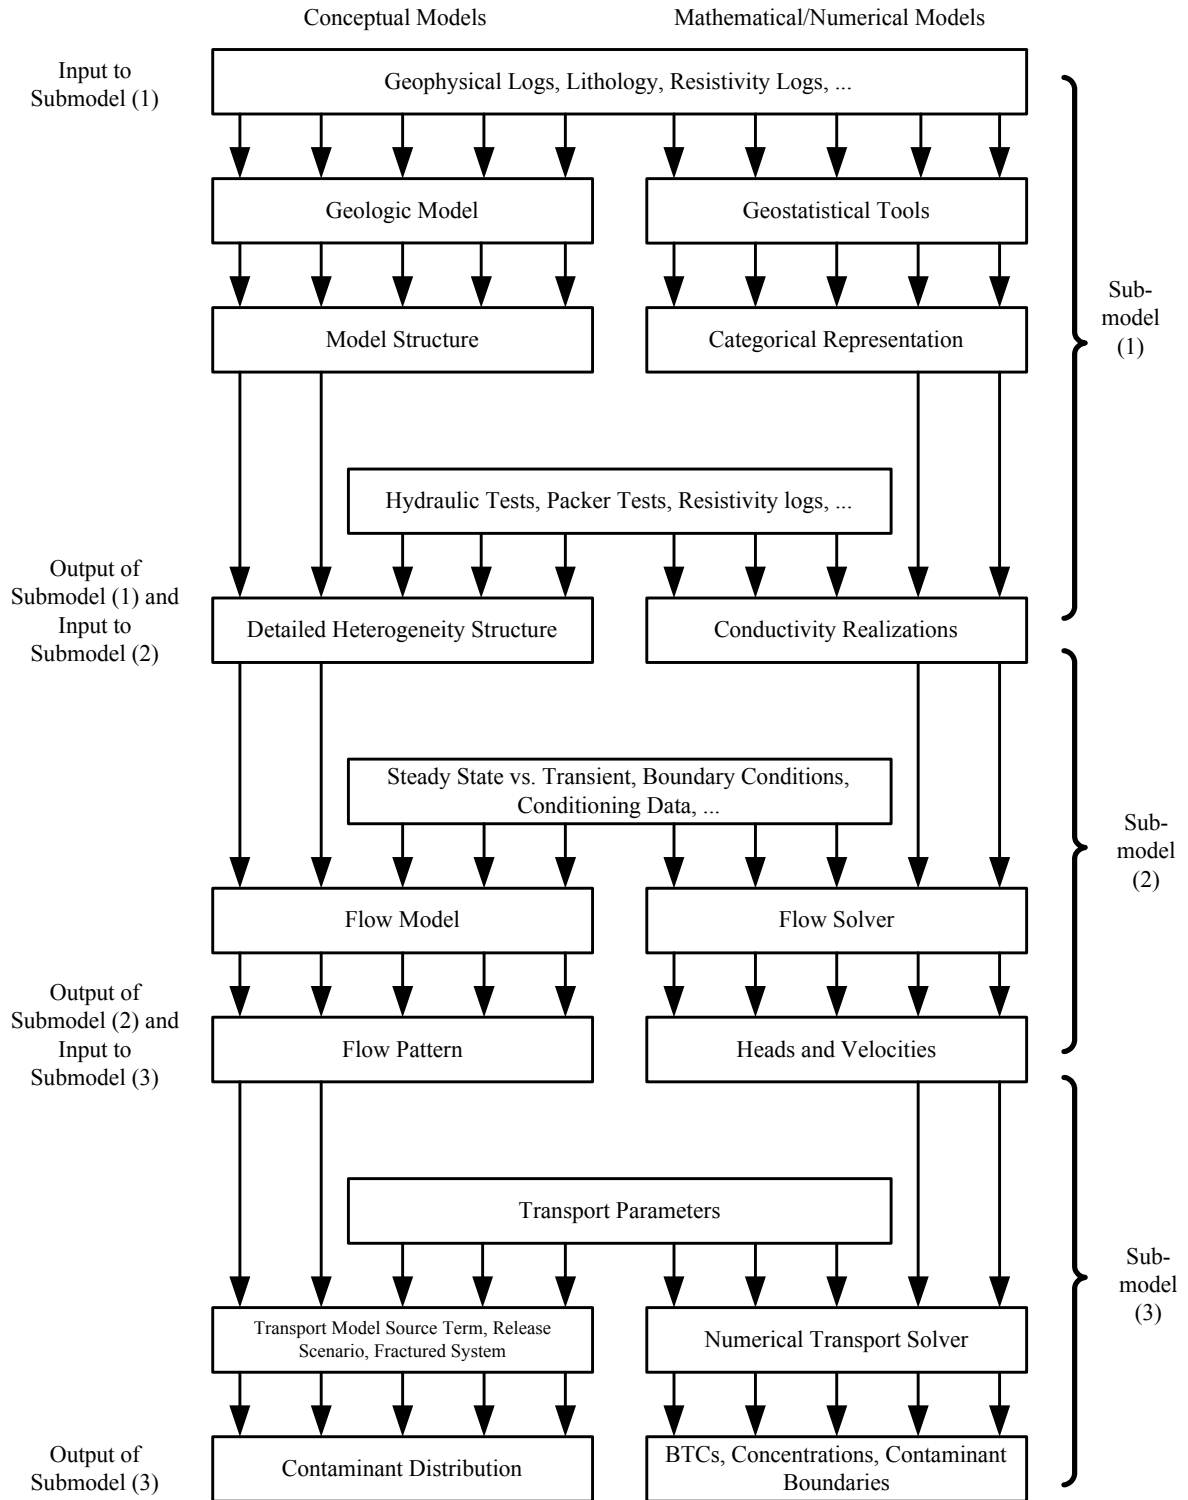 Conceptual Models
Mathematical/Numerical Models
Input to
Submodel (1)
Geophysical Logs, Lithology, Resistivity Logs, ...
Geologic Model
Geostatistical Tools
Model Structure
Categorical Representation
Sub-
model
(1)
Hydraulic Tests, Packer Tests, Resistivity logs, ...
Output of
Submodel (1) and
Input to
Submodel (2)
Detailed Heterogeneity Structure
Conductivity Realizations
Steady State vs. Transient, Boundary Conditions,
Conditioning Data, ...
Sub-
model
(2)
Flow Model
Flow Solver
Output of
Submodel (2) and
Input to
Submodel (3)
Flow Pattern
Heads and Velocities
Transport Parameters
Sub-
model
(3)
Transport Model Source Term, Release
Scenario, Fractured System
Numerical Transport Solver
Output of
Submodel (3)
Contaminant Distribution
BTCs, Concentrations, Contaminant
Boundaries